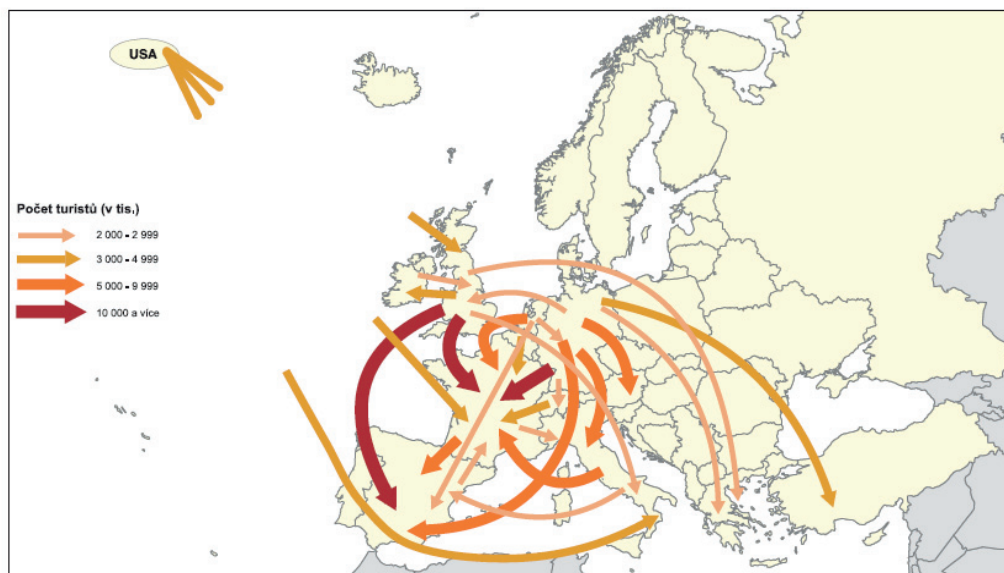 USA
Počet turistů (v tis.)
2 000 - 2 999
3 000 - 4 999
5 000 - 9 999
10 000 a více